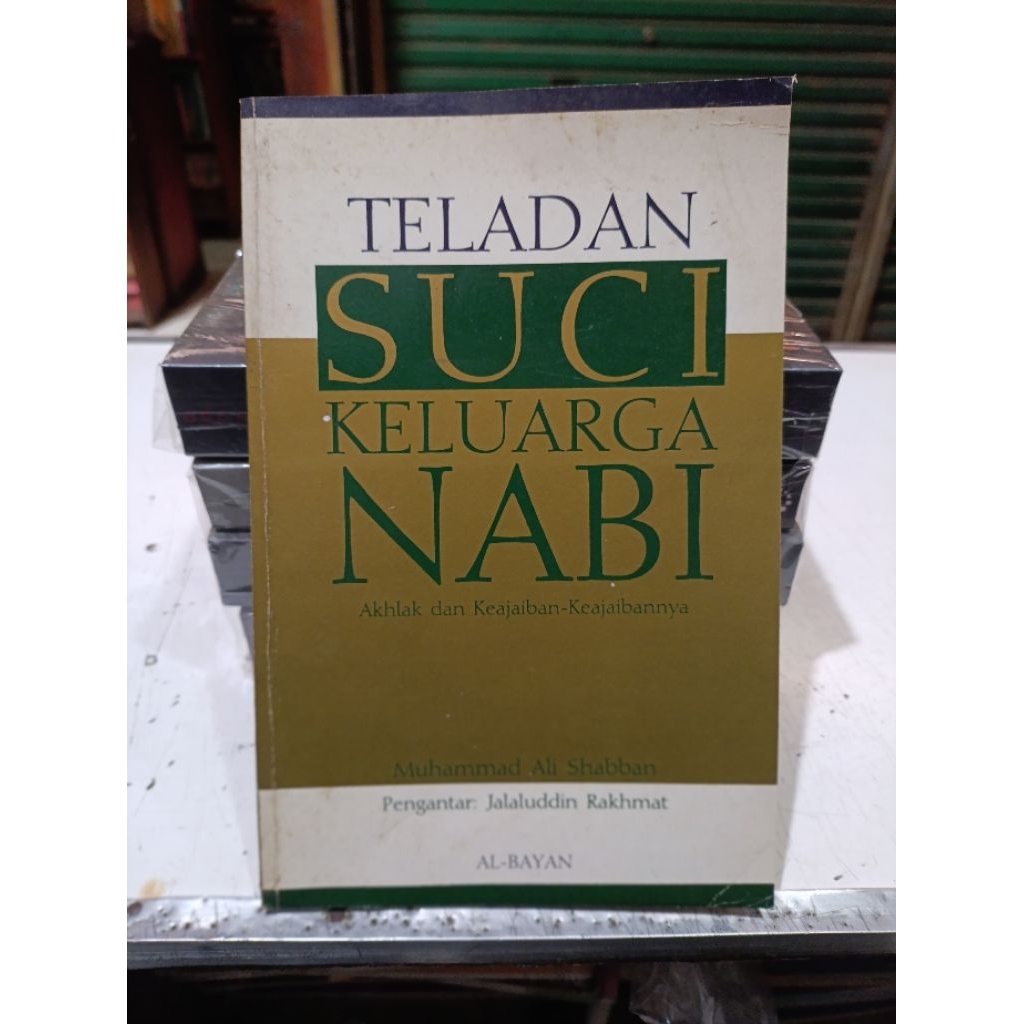 TELADAN
SUCI
KELUARGA
NABI
Akhlak dan Keajaiban-Keajaibannya
Muhammad Ali Shabban
Pengantar: Jalaluddin Rakhmat
AL-BAYAN